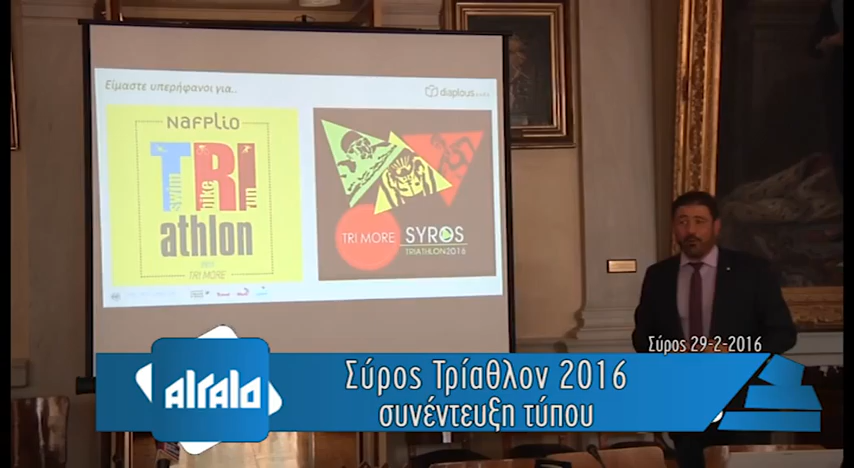 Είμαστε υπερήφανοι για..
diaplous
NAFPLIO
TRI
swim
bike
run
athlon
TRI MORE
TRI MORE
SYROS
TRIATHLON2016
Σύρος 29-2-2016
ΑΙΓΑΙΟ
Σύρος Τρίαθλον 2016
συνέντευξη τύπου